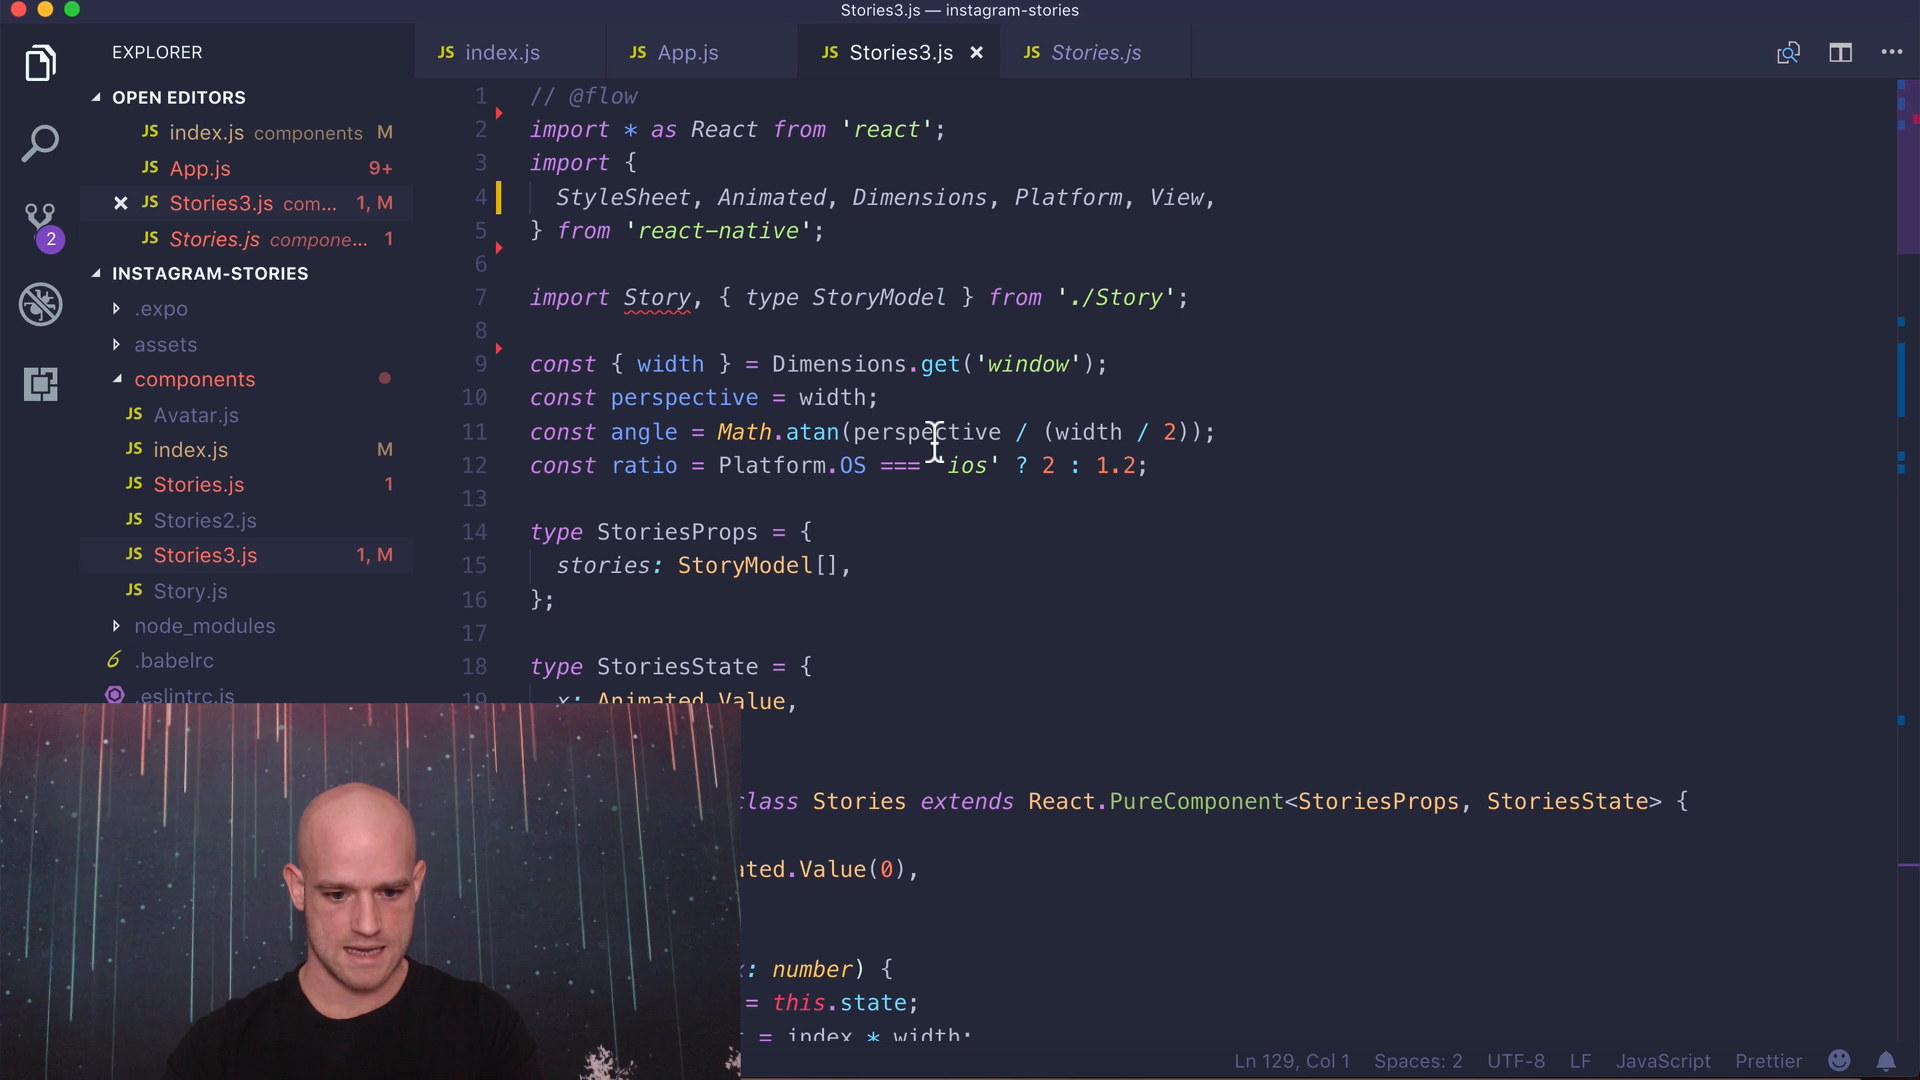 Stories3.js — instagram-stories
EXPLORER
JS index.js
JS App.js
JS Stories3.js
JS Stories.js
OPEN EDITORS
JS index.js components M
JS App.js 9+
JS Stories3.js com... 1, M
JS Stories.js compone... 1
2
INSTAGRAM-STORIES
.expo
assets
components
JS Avatar.js
JS index.js M
JS Stories.js 1
JS Stories2.js
JS Stories3.js 1, M
JS Story.js
node_modules
6 .babelrc
.eslintrc.js
1 // @flow
2 import * as React from 'react';
3 import {
4 StyleSheet, Animated, Dimensions, Platform, View,
5 } from 'react-native';
6
7 import Story, { type StoryModel } from './Story';
8
9 const { width } = Dimensions.get('window');
10 const perspective = width;
11 const angle = Math.atan(perspective / (width / 2));
12 const ratio = Platform.OS === 'ios' ? 2 : 1.2;
13
14 type StoriesProps = {
15 stories: StoryModel[],
16 };
17
18 type StoriesState = {
19 x: Animated.Value,
class Stories extends React.PureComponent<StoriesProps, StoriesState> {
ated.Value(0),
: number) {
= this.state;
= index * width;
Ln 129, Col 1 Spaces: 2 UTF-8 LF JavaScript Prettier